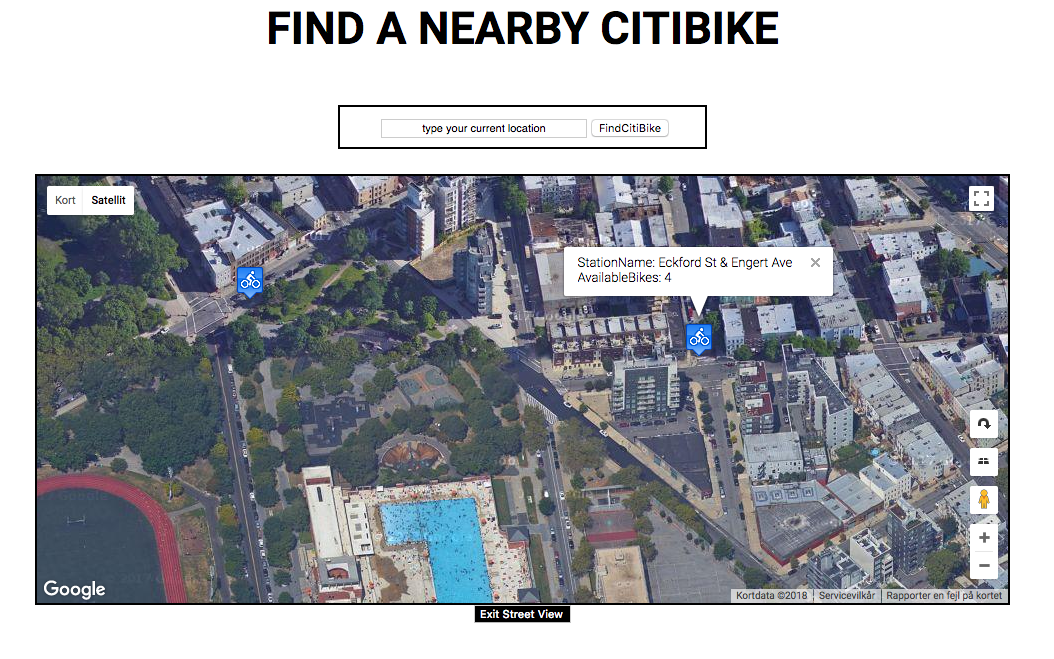 FIND A NEARBY CITIBIKE
type your current location
FindCitiBike
Kort
Satellit
StationName: Eckford St & Engert Ave
AvailableBikes: 4
Google
Kortdata ©2018
Servicevilkår
Rapporter en fejl på kortet
Exit Street View